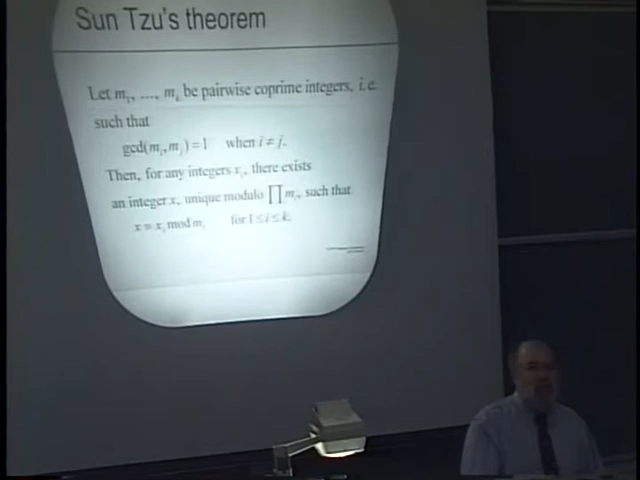 Sun Tzu's theorem
Let m₁, ..., mₖ be pairwise coprime integers, i.e.
such that
gcd(mᵢ, mⱼ) = 1 when i ≠ j.
Then, for any integers xᵢ, there exists
an integer x, unique modulo ∏ mᵢ, such that
x ≡ xᵢ mod mᵢ for 1 ≤ i ≤ k.